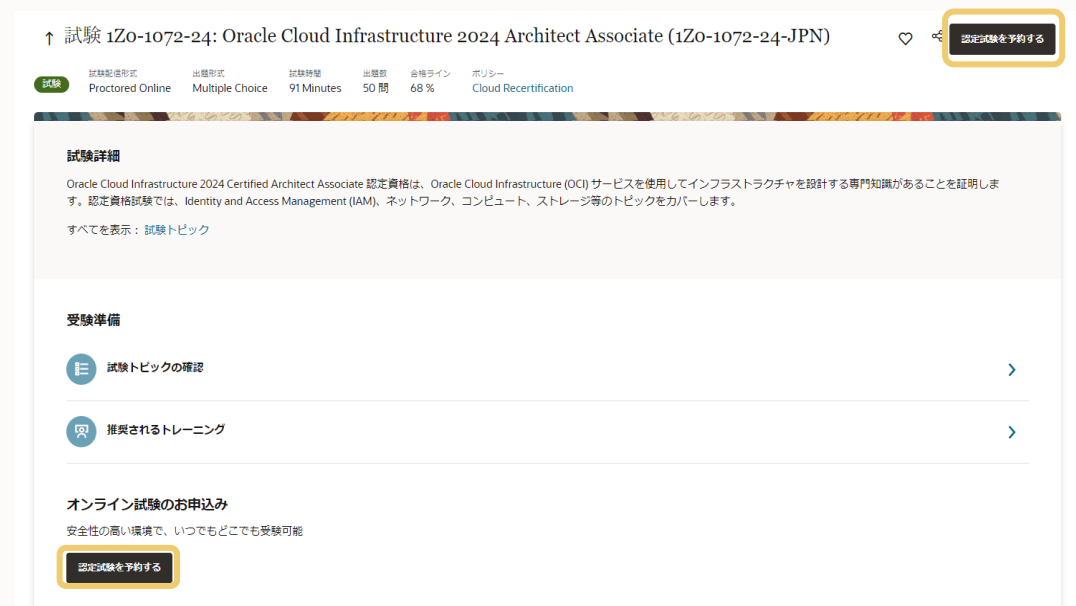 試験 1Z0-1072-24: Oracle Cloud Infrastructure 2024 Architect Associate (1Z0-1072-24-JPN)
認定試験を予約する
試験
試験配信形式 出題形式 試験時間 出題数 合格ライン ポリシー
Proctored Online Multiple Choice 91 Minutes 50 問 68 % Cloud Recertification
試験詳細
Oracle Cloud Infrastructure 2024 Certified Architect Associate 認定資格は、Oracle Cloud Infrastructure (OCI) サービスを使用してインフラストラクチャを設計する専門知識があることを証明しま
す。認定資格試験では、Identity and Access Management (IAM)、ネットワーク、コンピュート、ストレージ等のトピックをカバーします。
すべてを表示： 試験トピック
受験準備
試験トピックの確認
推奨されるトレーニング
オンライン試験のお申込み
安全性の高い環境で、いつでもどこでも受験可能
認定試験を予約する